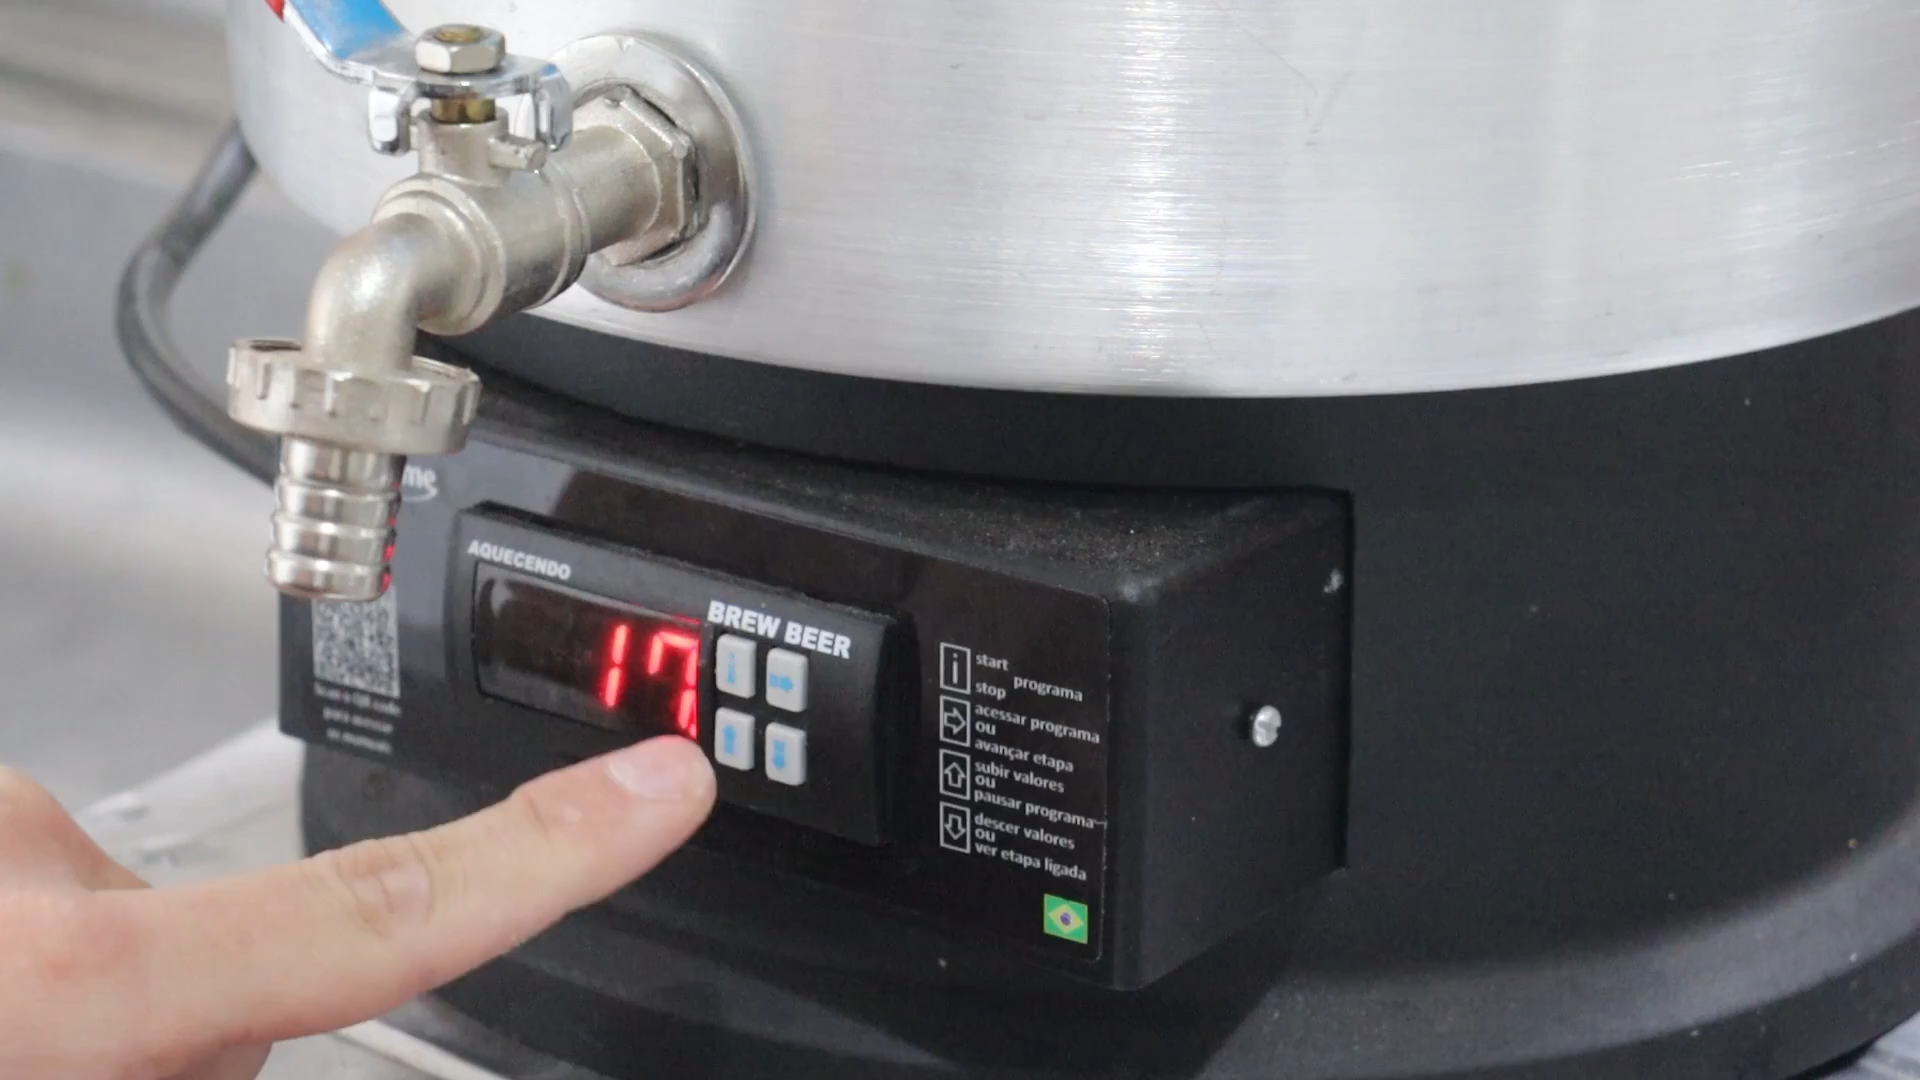 me
AQUECENDO
BREW BEER
17
start
programa
stop
acessar programa
ou
avançar etapa
subir valores
ou
pausar programa
descer valores
ou
ver etapa ligada